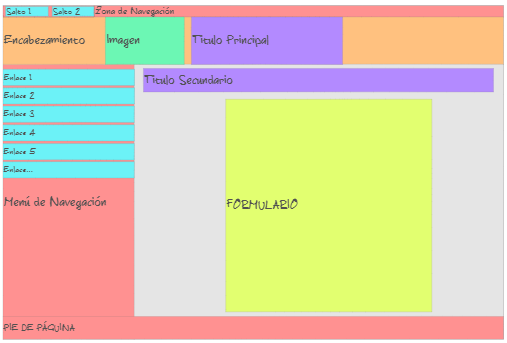 Salto 1 Salto 2 Zona de Navegación
Encabezamiento Imagen Titulo Principal
Enlace 1
Titulo Secundario
Enlace 2
Enlace 3
Enlace 4
Enlace 5
Enlace...
Menú de Navegación
FORMULARIO
PIE DE PÁQUINA